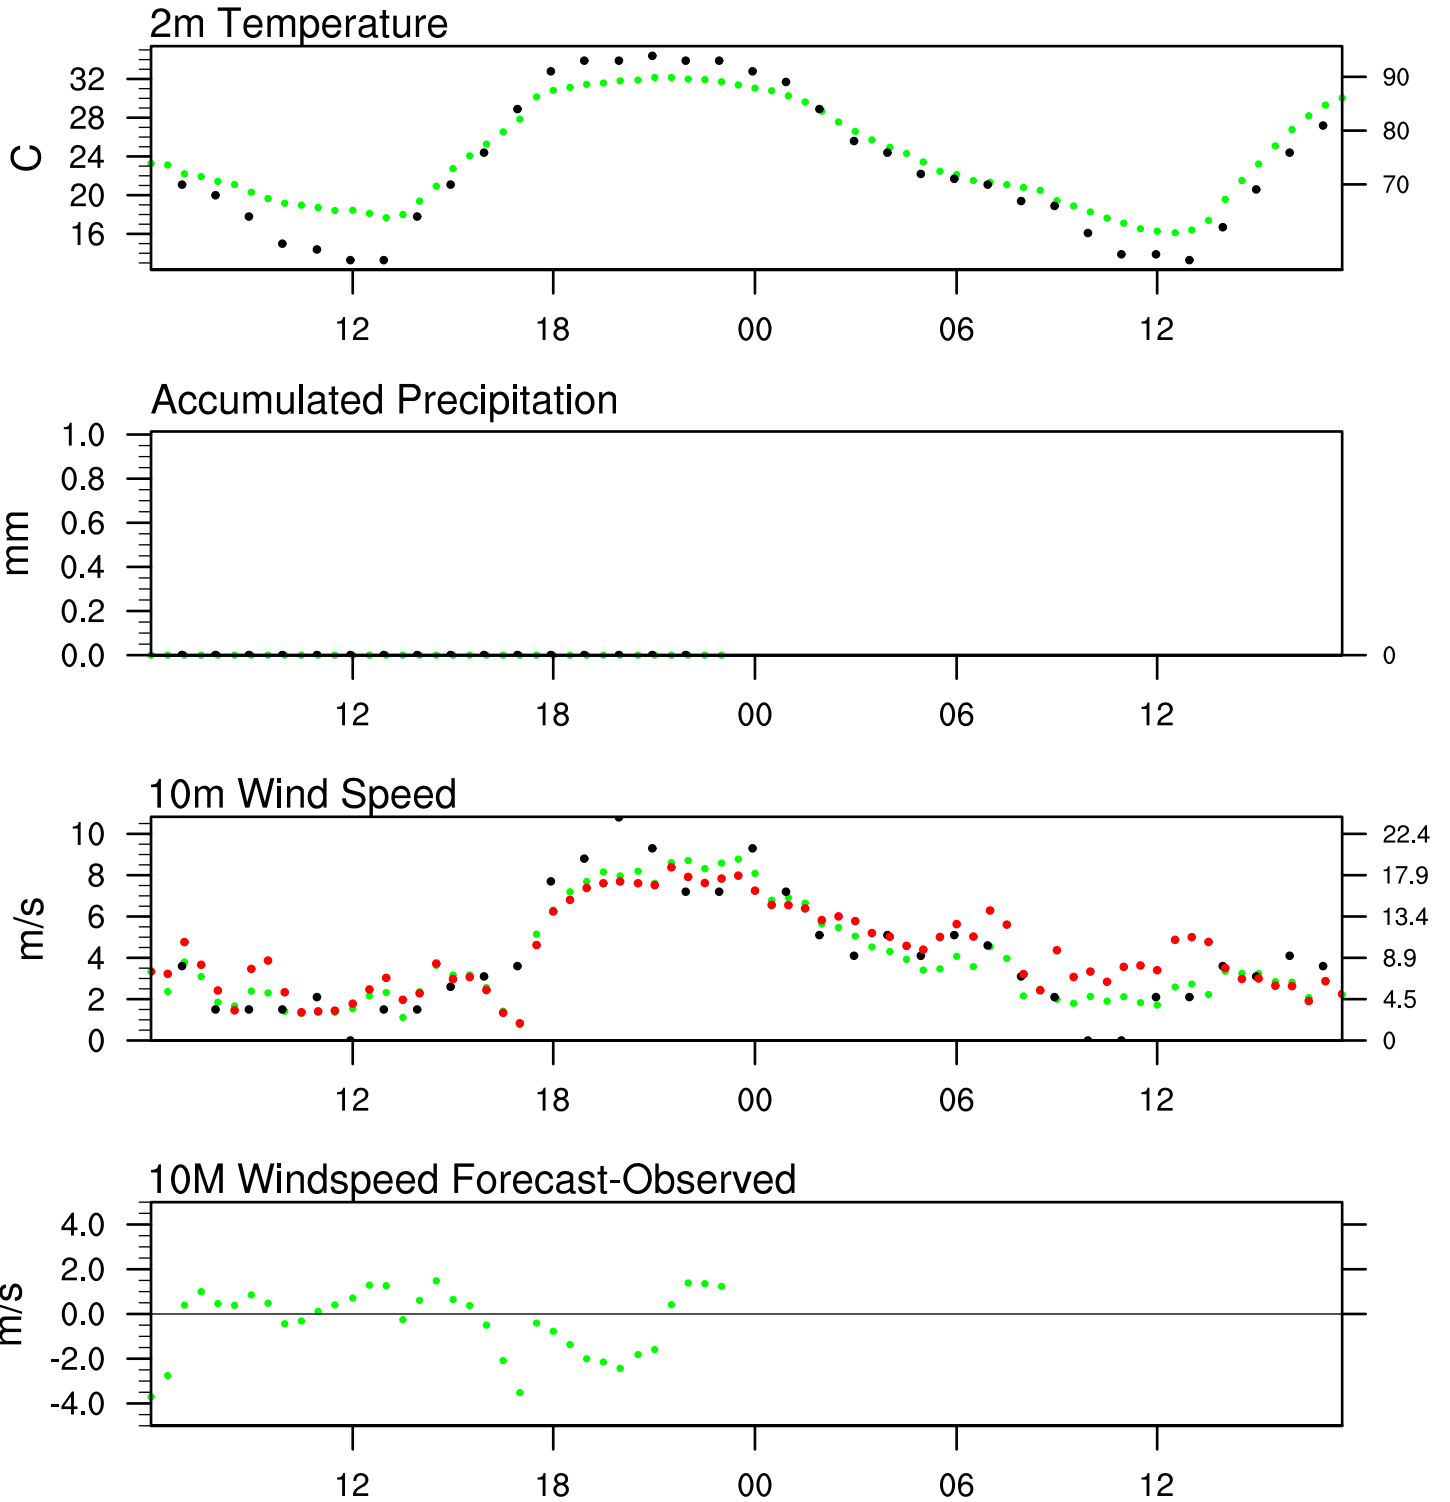 2m Temperature
C
32
28
24
20
16
90
80
70
12 18 00 06 12
Accumulated Precipitation
mm
1.0
0.8
0.6
0.4
0.2
0.0
0
12 18 00 06 12
10m Wind Speed
m/s
10
8
6
4
2
0
22.4
17.9
13.4
8.9
4.5
0
12 18 00 06 12
10M Windspeed Forecast-Observed
m/s
4.0
2.0
0.0
-2.0
-4.0
12 18 00 06 12